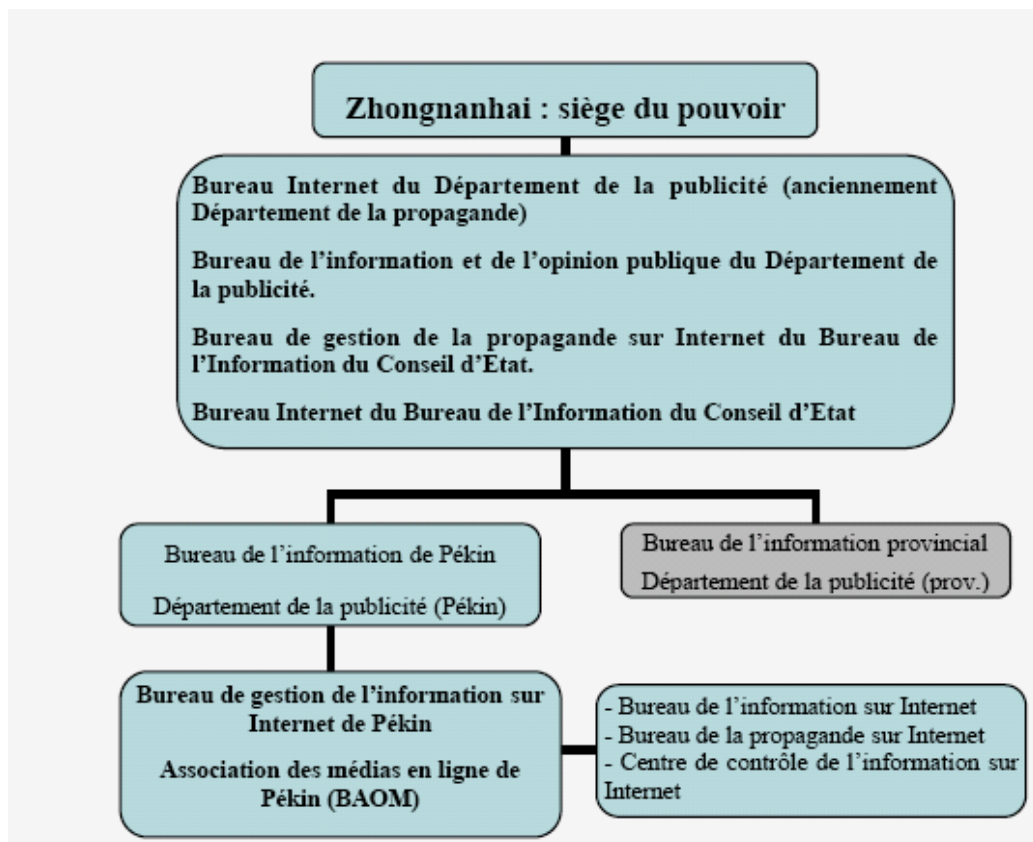 Zhongnanhai : siège du pouvoir
Bureau Internet du Département de la publicité (anciennement
Département de la propagande)
Bureau de l’information et de l’opinion publique du Département de
la publicité.
Bureau de gestion de la propagande sur Internet du Bureau de
l’Information du Conseil d’Etat.
Bureau Internet du Bureau de l’Information du Conseil d’Etat
Bureau de l’information de Pékin
Département de la publicité (Pékin)
Bureau de l’information provincial
Département de la publicité (prov.)
Bureau de gestion de l’information sur
Internet de Pékin
Association des médias en ligne de
Pékin (BAOM)
- Bureau de l’information sur Internet
- Bureau de la propagande sur Internet
- Centre de contrôle de l’information sur
Internet